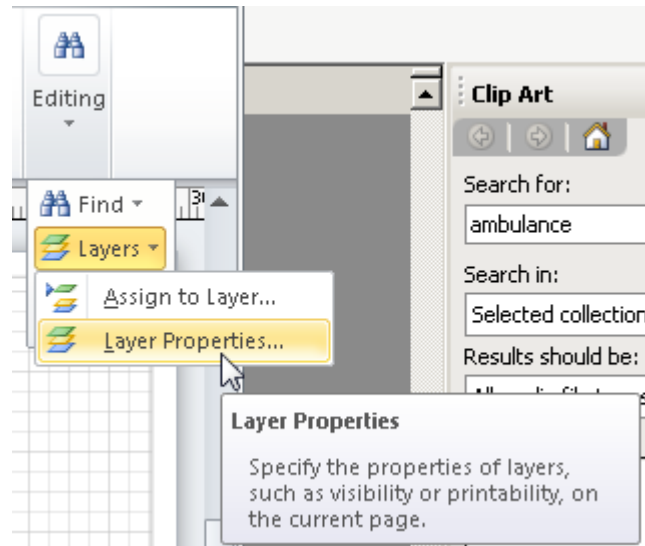 Editing
Find
Layers
Assign to Layer...
Layer Properties...
Layer Properties
Specify the properties of layers,
such as visibility or printability, on
the current page.
Clip Art
Search for:
ambulance
Search in:
Selected collection
Results should be: